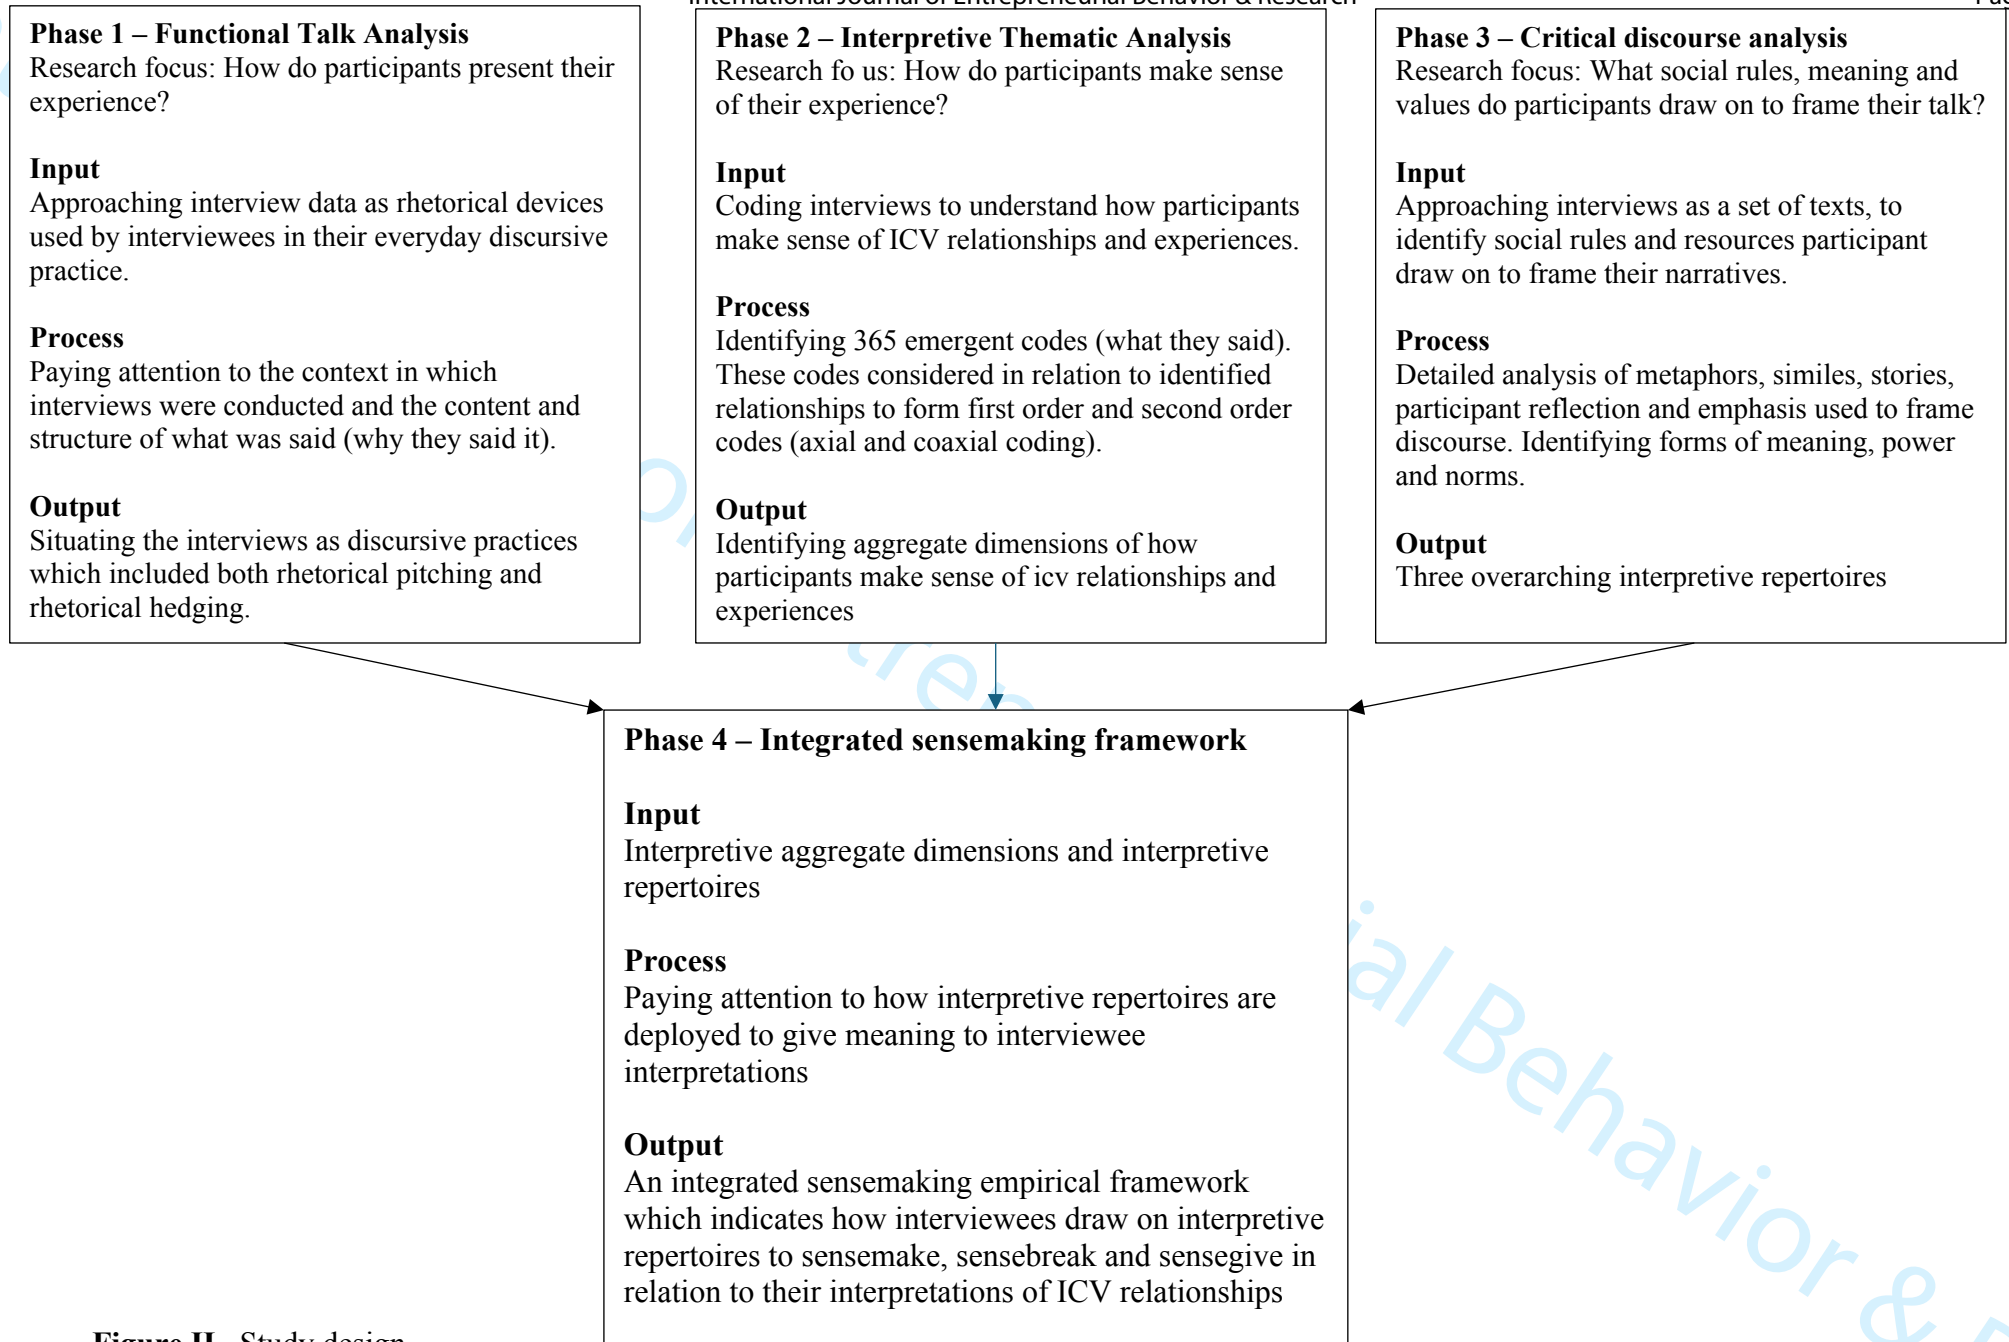 International Journal of Entrepreneurial Behavior & Research
Phase 1 – Functional Talk Analysis
Research focus: How do participants present their
experience?
Input
Approaching interview data as rhetorical devices
used by interviewees in their everyday discursive
practice.
Process
Paying attention to the context in which
interviews were conducted and the content and
structure of what was said (why they said it).
Output
Situating the interviews as discursive practices
which included both rhetorical pitching and
rhetorical hedging.
Phase 2 – Interpretive Thematic Analysis
Research fo us: How do participants make sense
of their experience?
Input
Coding interviews to understand how participants
make sense of ICV relationships and experiences.
Process
Identifying 365 emergent codes (what they said).
These codes considered in relation to identified
relationships to form first order and second order
codes (axial and coaxial coding).
Output
Identifying aggregate dimensions of how
participants make sense of icv relationships and
experiences
Phase 3 – Critical discourse analysis
Research focus: What social rules, meaning and
values do participants draw on to frame their talk?
Input
Approaching interviews as a set of texts, to
identify social rules and resources participant
draw on to frame their narratives.
Process
Detailed analysis of metaphors, similes, stories,
participant reflection and emphasis used to frame
discourse. Identifying forms of meaning, power
and norms.
Output
Three overarching interpretive repertoires
Phase 4 – Integrated sensemaking framework
Input
Interpretive aggregate dimensions and interpretive
repertoires
Process
Paying attention to how interpretive repertoires are
deployed to give meaning to interviewee
interpretations
Output
An integrated sensemaking empirical framework
which indicates how interviewees draw on interpretive
repertoires to sensemake, sensebreak and sensegive in
relation to their interpretations of ICV relationships
Figure II Study design
ial Behavior &